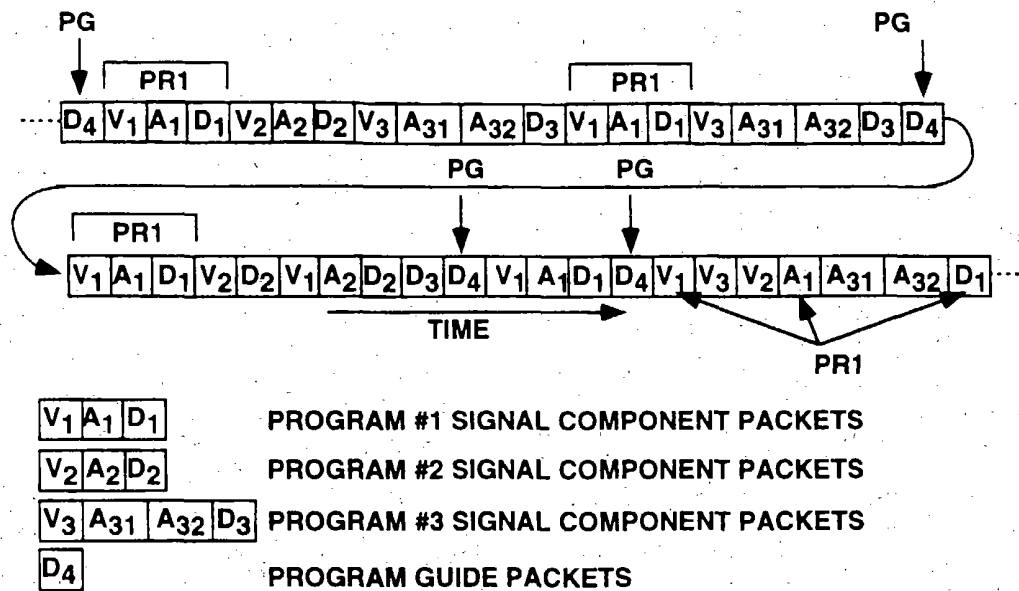 PG PG
PR1 PR1
D4 V1 A1 D1 V2 A2 D2 V3 A31 A32 D3 V1 A1 D1 V3 A31 A32 D3 D4
PG PG
PR1
V1 A1 D1 V2 D2 V1 A2 D2 D3 D4 V1 A1 D1 D4 V1 V3 V2 A1 A31 A32 D1
TIME
PR1
V1 A1 D1 PROGRAM #1 SIGNAL COMPONENT PACKETS
V2 A2 D2 PROGRAM #2 SIGNAL COMPONENT PACKETS
V3 A31 A32 D3 PROGRAM #3 SIGNAL COMPONENT PACKETS
D4 PROGRAM GUIDE PACKETS